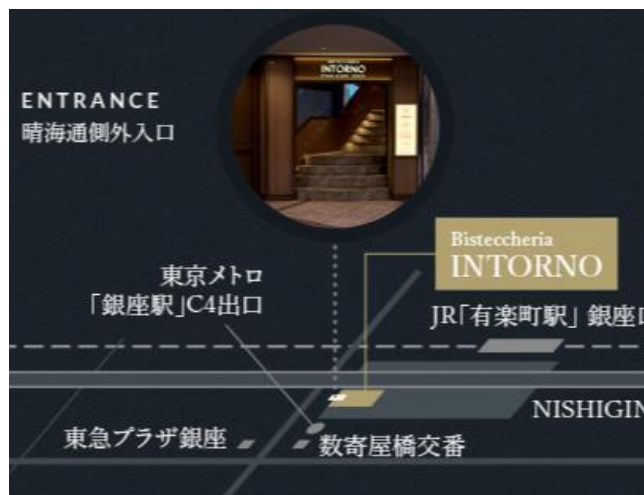 INTORNO
ENTRANCE
晴海通側外入口
Bisteccheria
INTORNO
東京メトロ
「銀座駅」C4出口
JR「有楽町駅」 銀座口
NISHIGIN
東急プラザ銀座
数寄屋橋交番